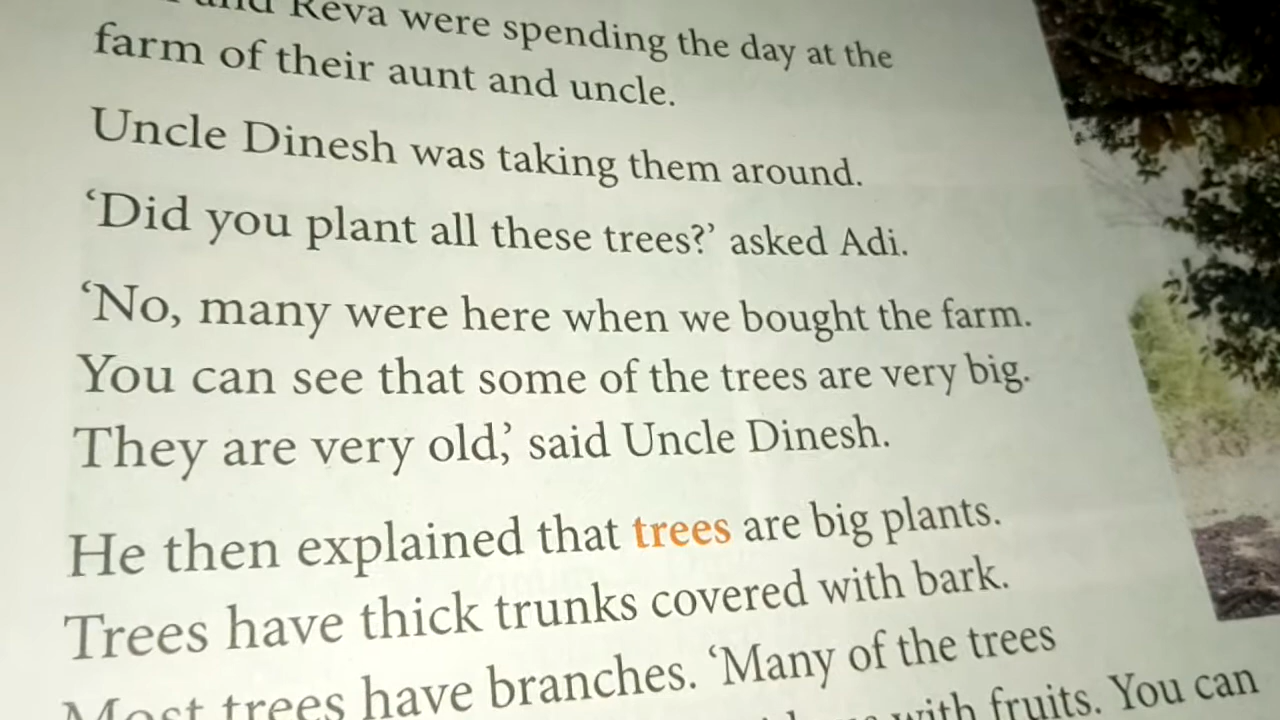 Reva were spending the day at the
farm of their aunt and uncle.
Uncle Dinesh was taking them around.
‘Did you plant all these trees?’ asked Adi.
‘No, many were here when we bought the farm.
You can see that some of the trees are very big.
They are very old,’ said Uncle Dinesh.
He then explained that trees are big plants.
Trees have thick trunks covered with bark.
Most trees have branches. ‘Many of the trees
with fruits. You can